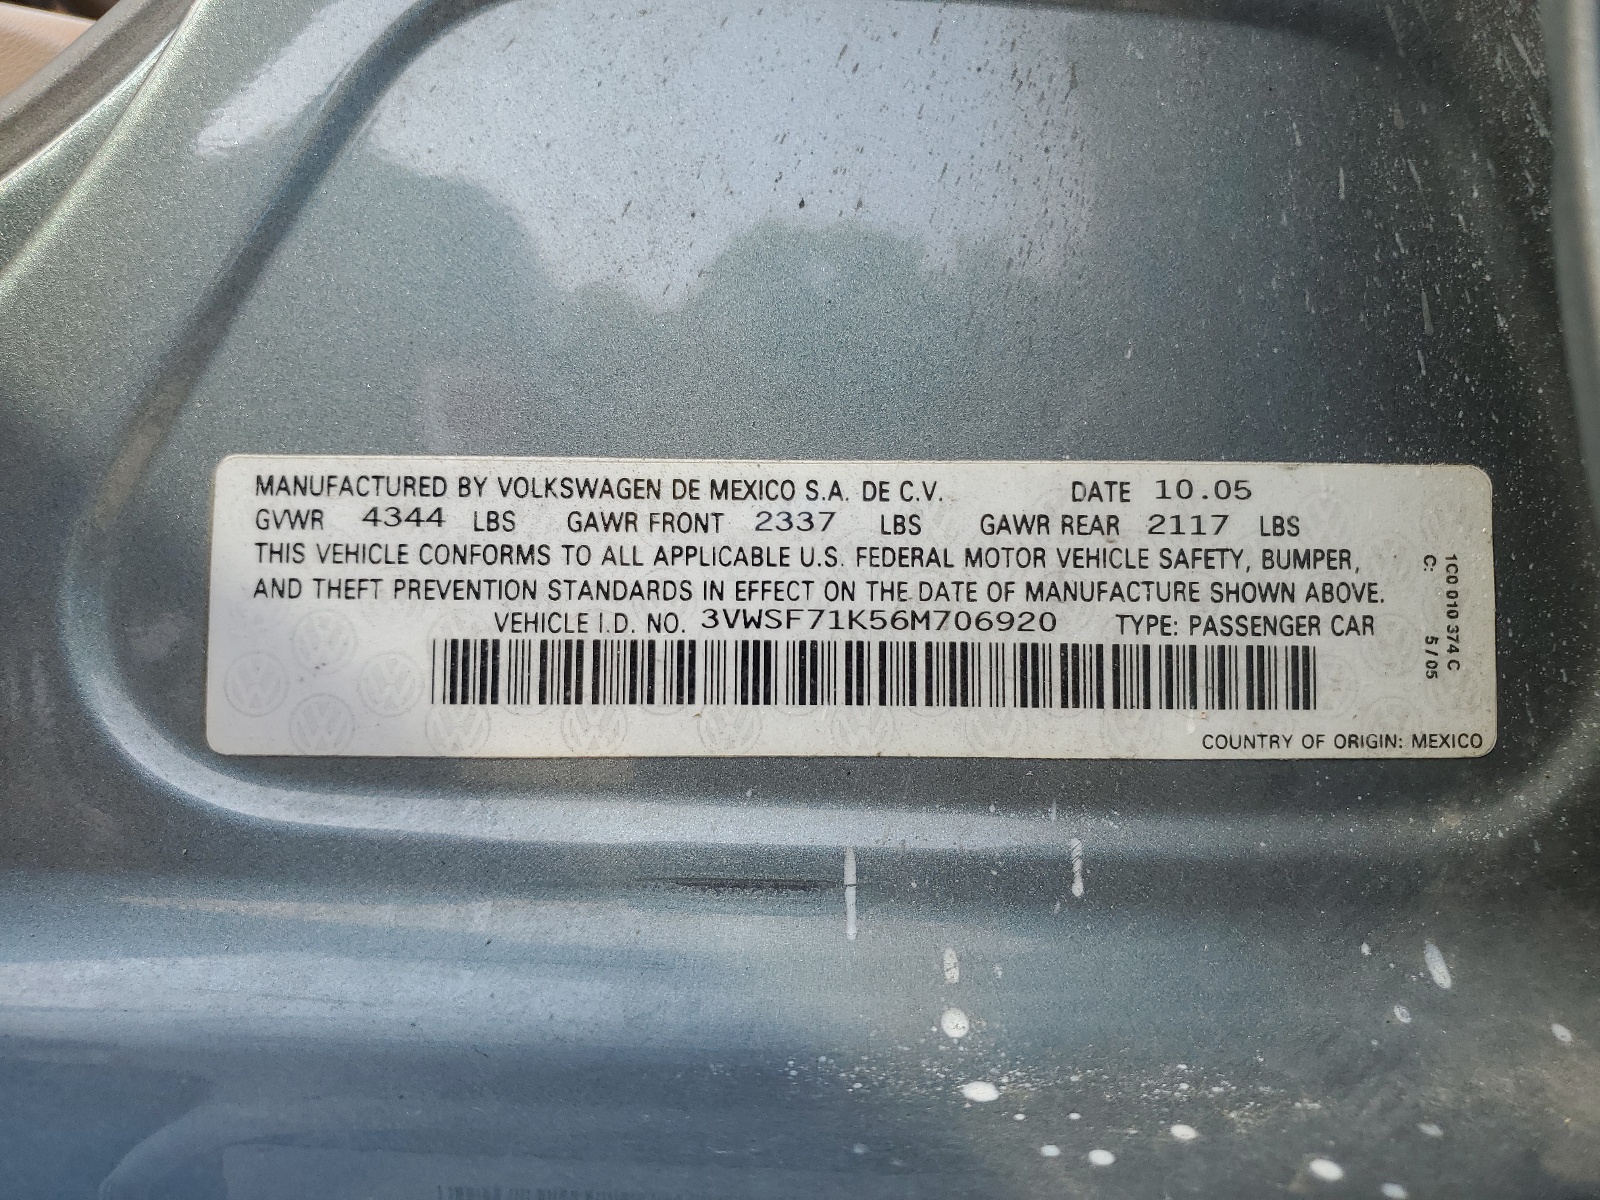 MANUFACTURED BY VOLKSWAGEN DE MEXICO S.A. DE C.V. DATE 10.05
GVWR 4344 LBS GAWR FRONT 2337 LBS GAWR REAR 2117 LBS
THIS VEHICLE CONFORMS TO ALL APPLICABLE U.S. FEDERAL MOTOR VEHICLE SAFETY, BUMPER,
AND THEFT PREVENTION STANDARDS IN EFFECT ON THE DATE OF MANUFACTURE SHOWN ABOVE.
VEHICLE I.D. NO. 3VWSF71K56M706920 TYPE: PASSENGER CAR
COUNTRY OF ORIGIN: MEXICO
1C0 010 374 C
C: 5/05